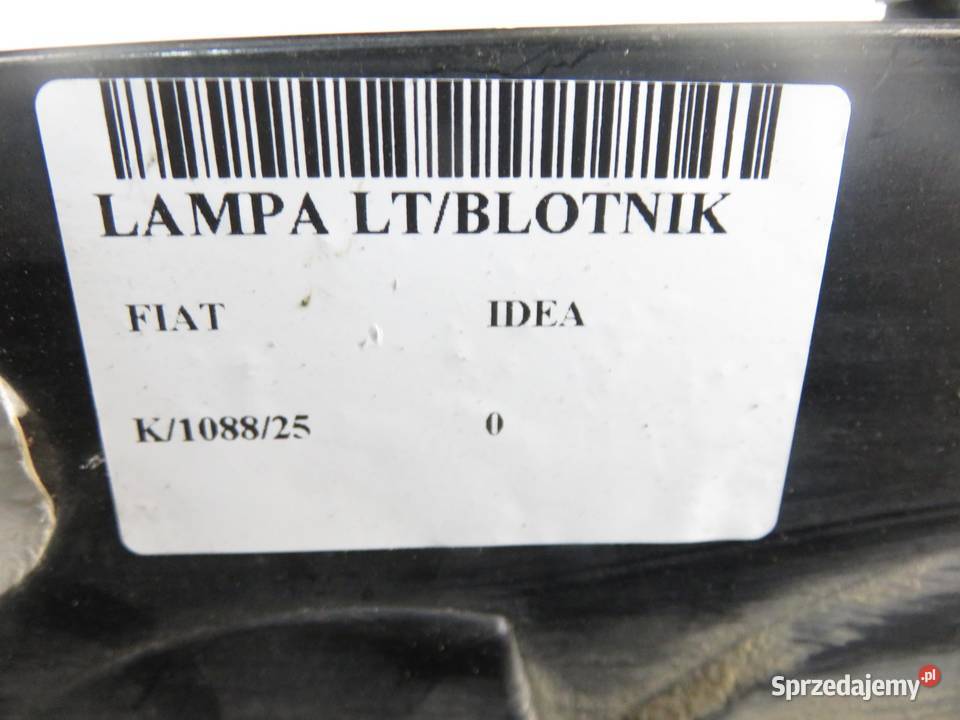 LAMPA LT/BLOTNIK
FIAT IDEA
K/1088/25 0
Sprzedajemy.pl